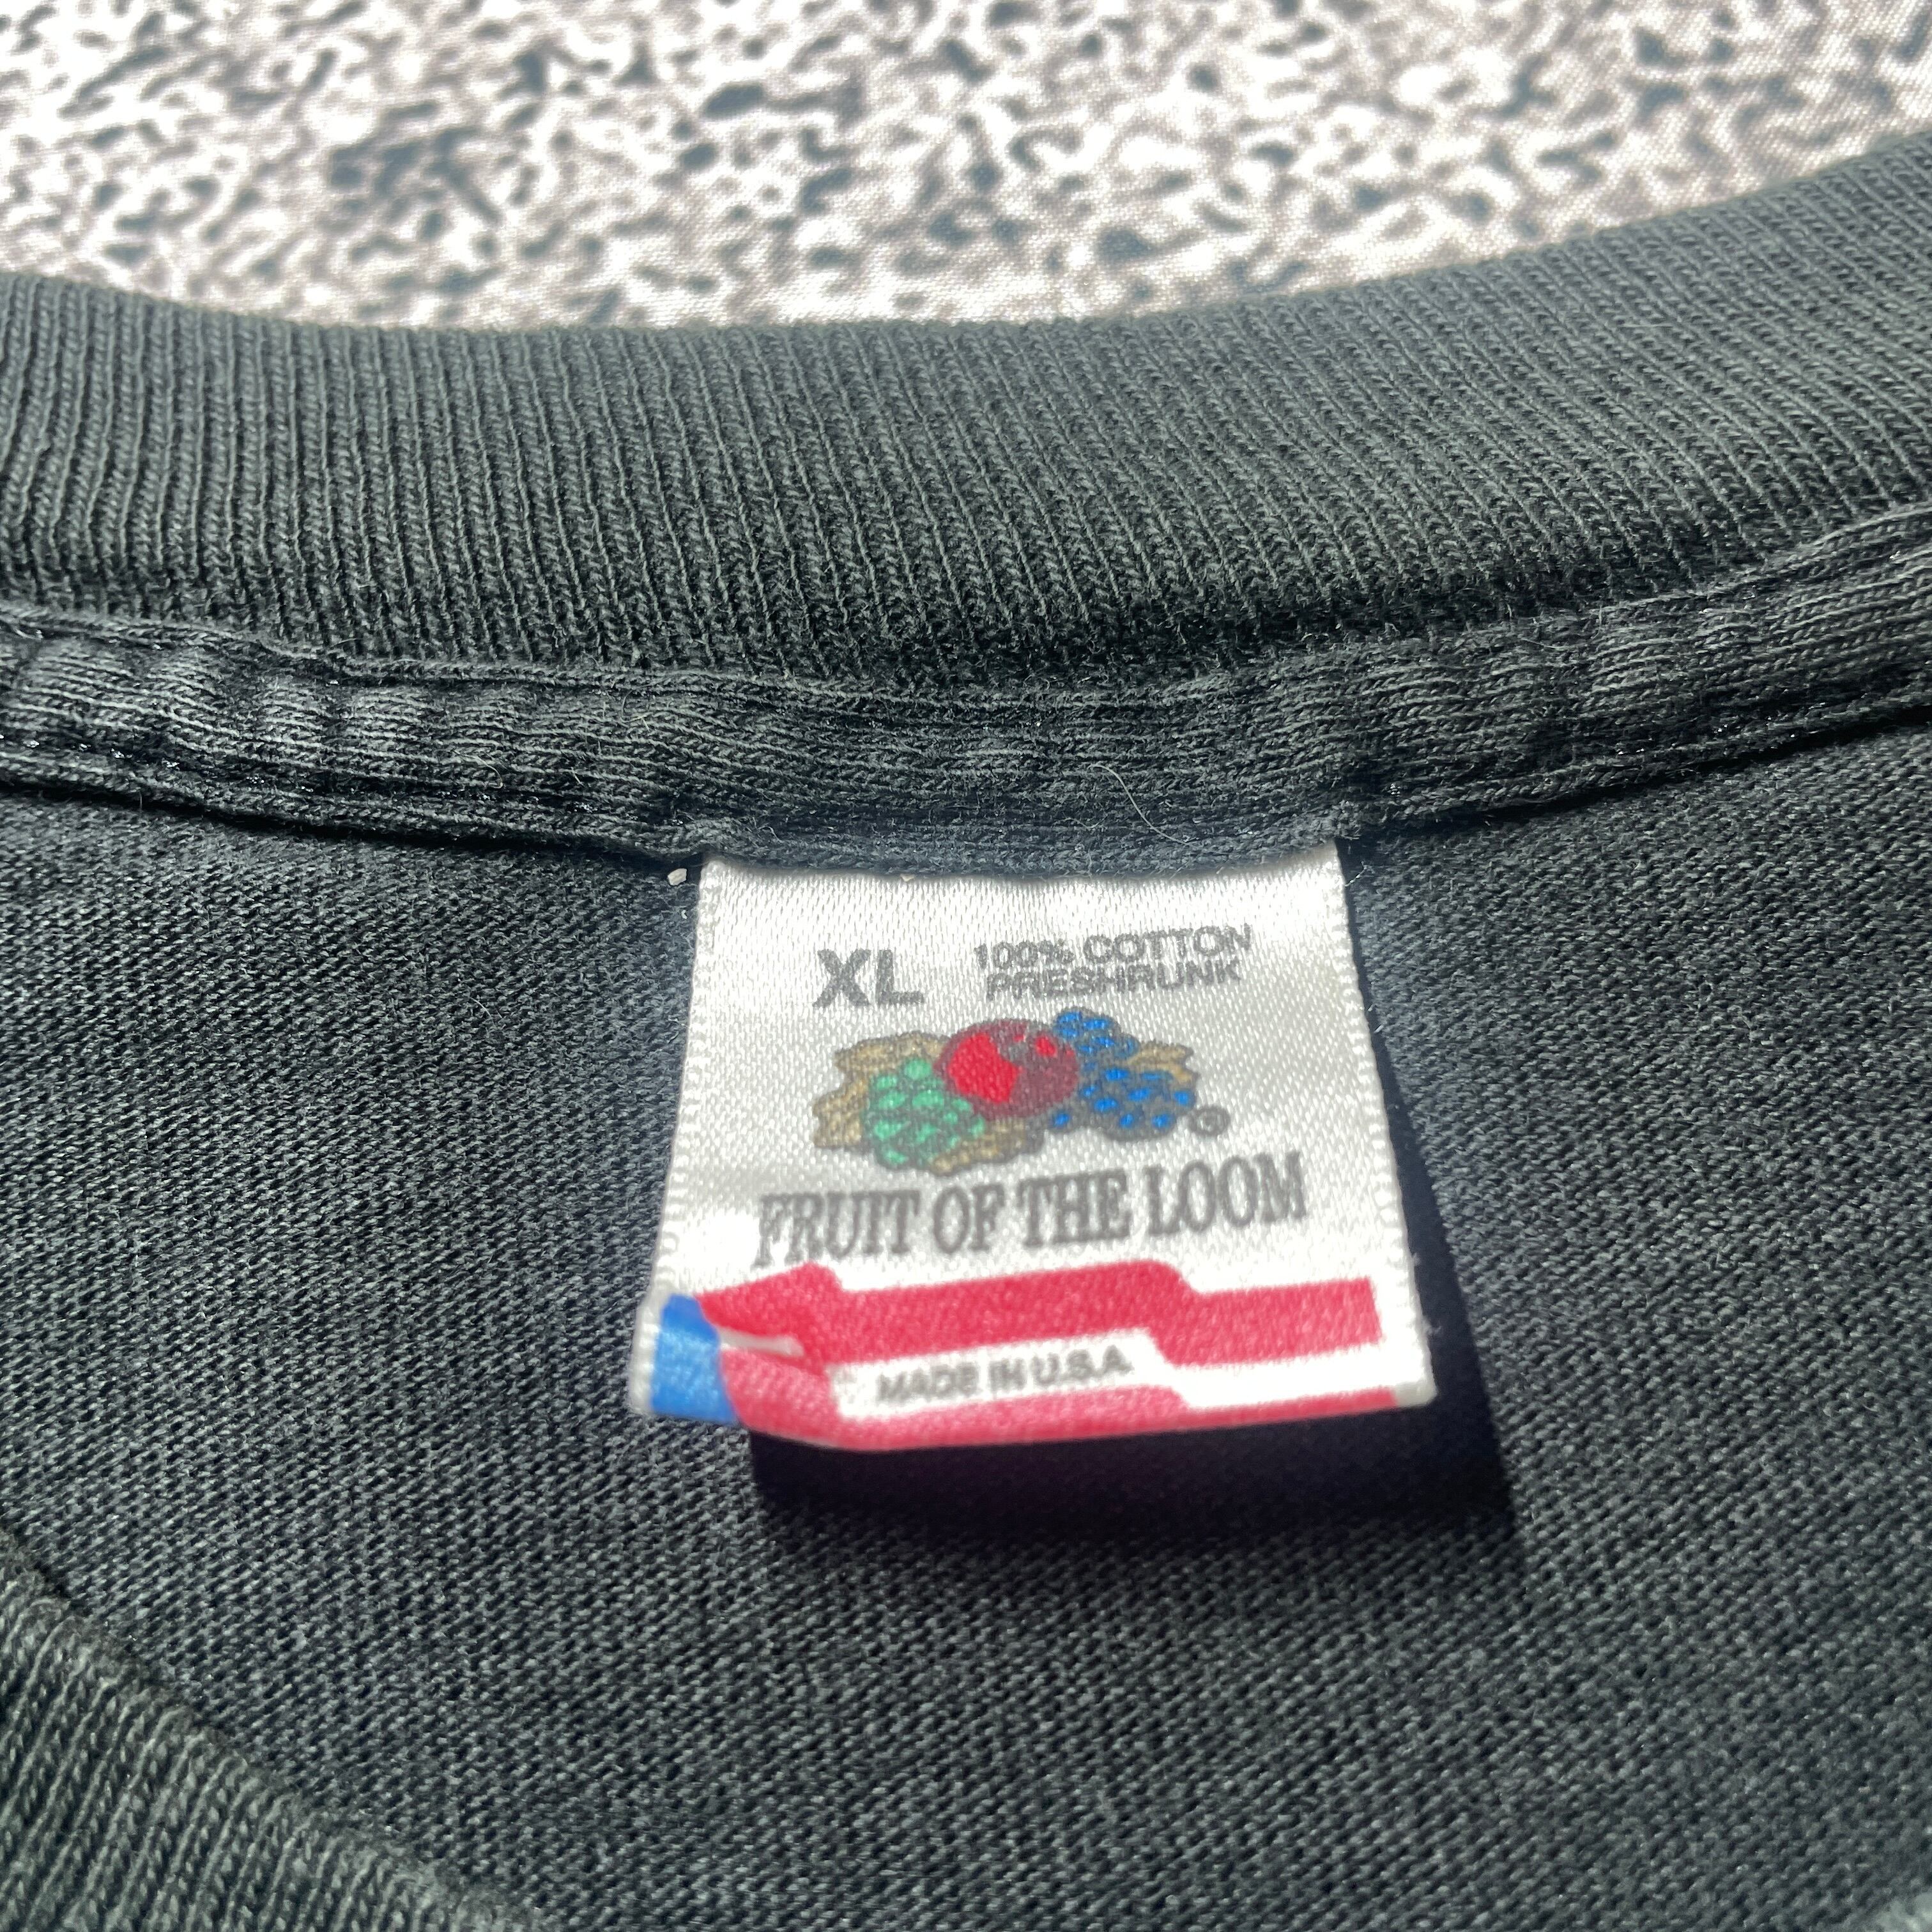 XL
100% COTTON
PRESHRUNK
®
FRUIT OF THE LOOM
MADE IN U.S.A.